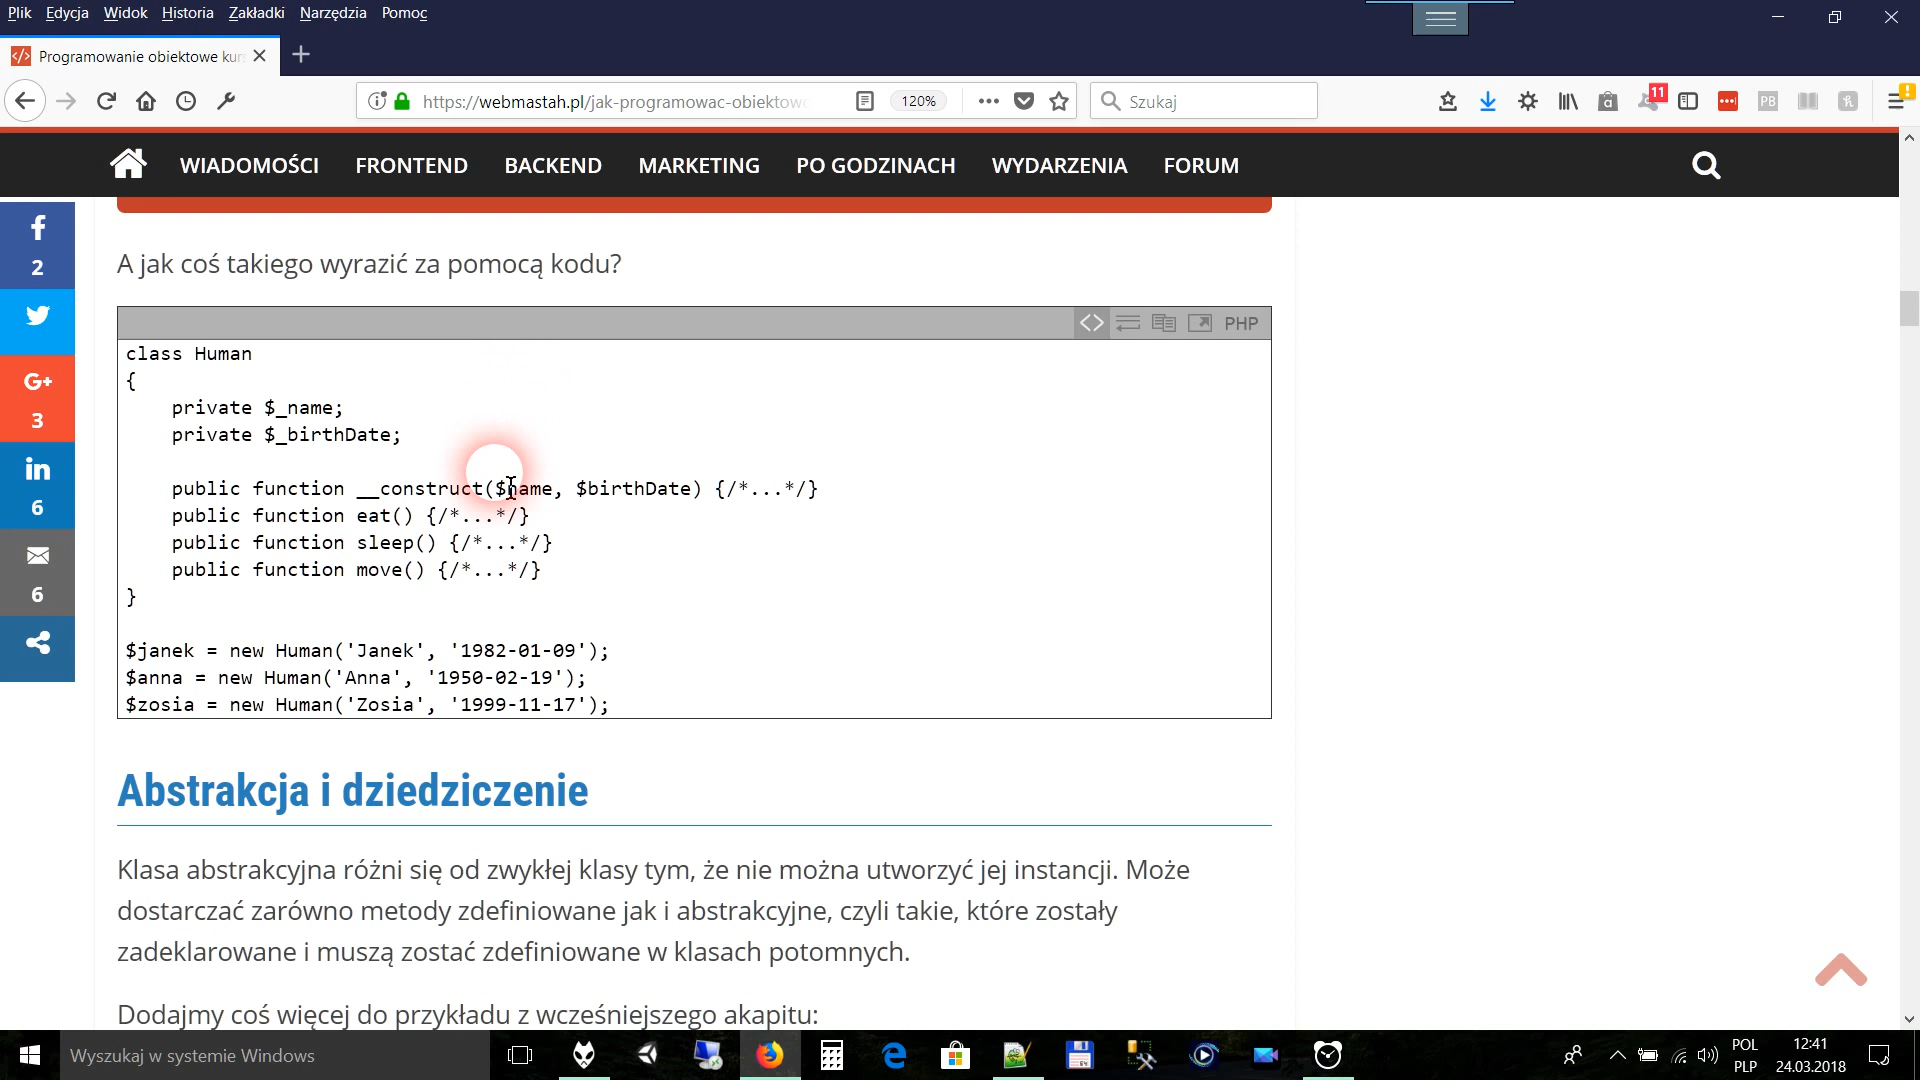 Plik Edycja Widok Historia Zakładki Narzędzia Pomoc
Programowanie obiektowe kur
https://webmastah.pl/jak-programowac-obiektowo 120% Szukaj 11 PB
WIADOMOŚCI FRONTEND BACKEND MARKETING PO GODZINACH WYDARZENIA FORUM
2
G+
3
in
6
6
A jak coś takiego wyrazić za pomocą kodu?
<> PHP
class Human
{
private $_name;
private $_birthDate;
public function __construct($name, $birthDate) {/*...*/}
public function eat() {/*...*/}
public function sleep() {/*...*/}
public function move() {/*...*/}
}
$janek = new Human('Janek', '1982-01-09');
$anna = new Human('Anna', '1950-02-19');
$zosia = new Human('Zosia', '1999-11-17');
Abstrakcja i dziedziczenie
Klasa abstrakcyjna różni się od zwykłej klasy tym, że nie można utworzyć jej instancji. Może
dostarczać zarówno metody zdefiniowane jak i abstrakcyjne, czyli takie, które zostały
zadeklarowane i muszą zostać zdefiniowane w klasach potomnych.
Dodajmy coś więcej do przykładu z wcześniejszego akapitu:
Wyszukaj w systemie Windows
POL
PLP
12:41
24.03.2018